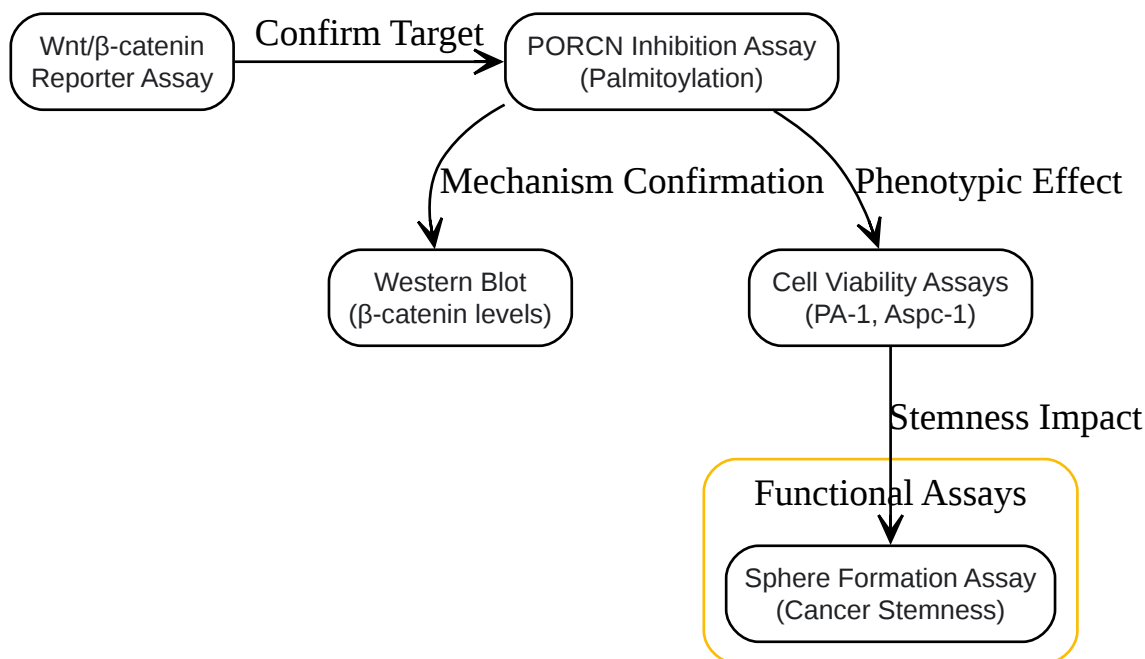 Wnt/β-catenin
Reporter Assay
Confirm Target
PORCN Inhibition Assay
(Palmitoylation)
Mechanism Confirmation
Phenotypic Effect
Western Blot
(β-catenin levels)
Cell Viability Assays
(PA-1, Aspc-1)
Stemness Impact
Functional Assays
Sphere Formation Assay
(Cancer Stemness)